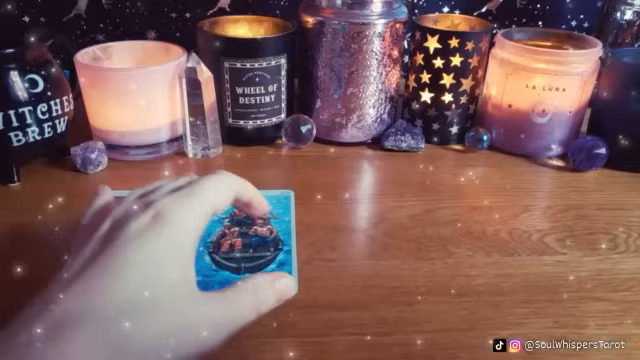 WITCHES
BREW
WHEEL OF
DESTINY
LA LUNA
@SoulWhispersTarot